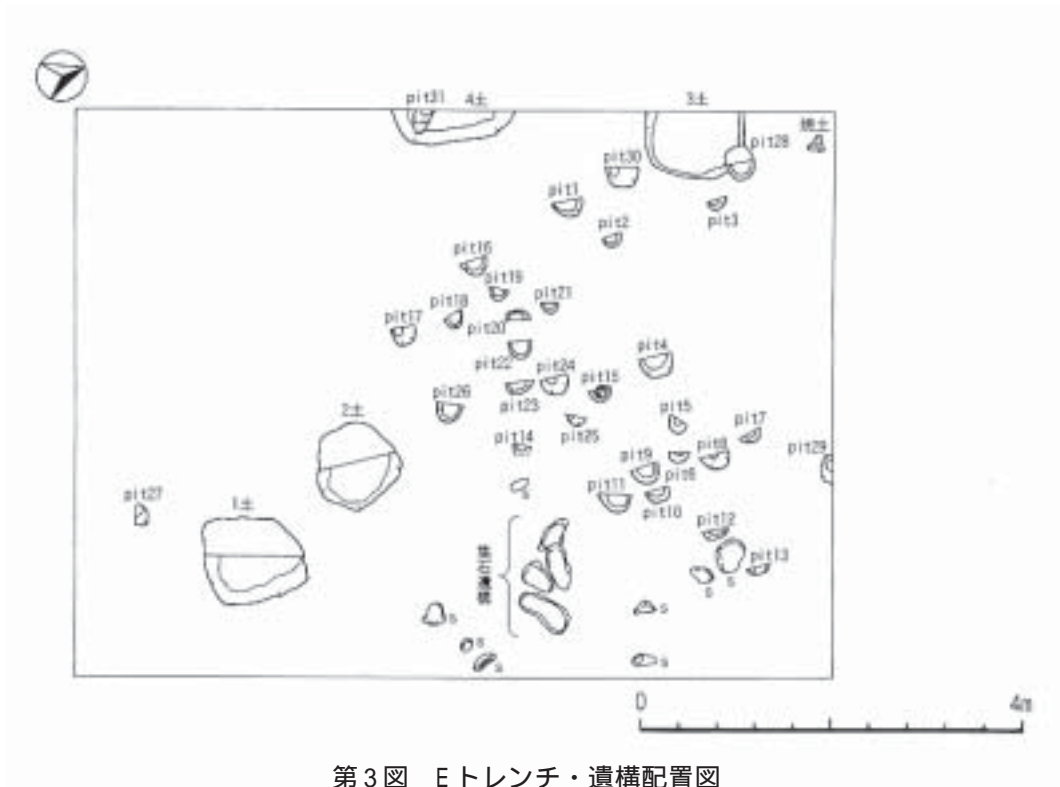 pit31 4土 3土
焼土
pit28
pit30
pit1
pit3
pit2
pit16
pit19
pit21
pit18
pit17
pit20
pit4
pit22 pit24
pit15
pit26
pit23
2土
pit5
pit25
pit7
pit14
pit8
pit29
pit9
pit6
pit11
pit27
s
1土
pit10
pit12
集石遺構
pit13
s s
s
s
s
s
s
0 4m
第3図 Eトレンチ・遺構配置図